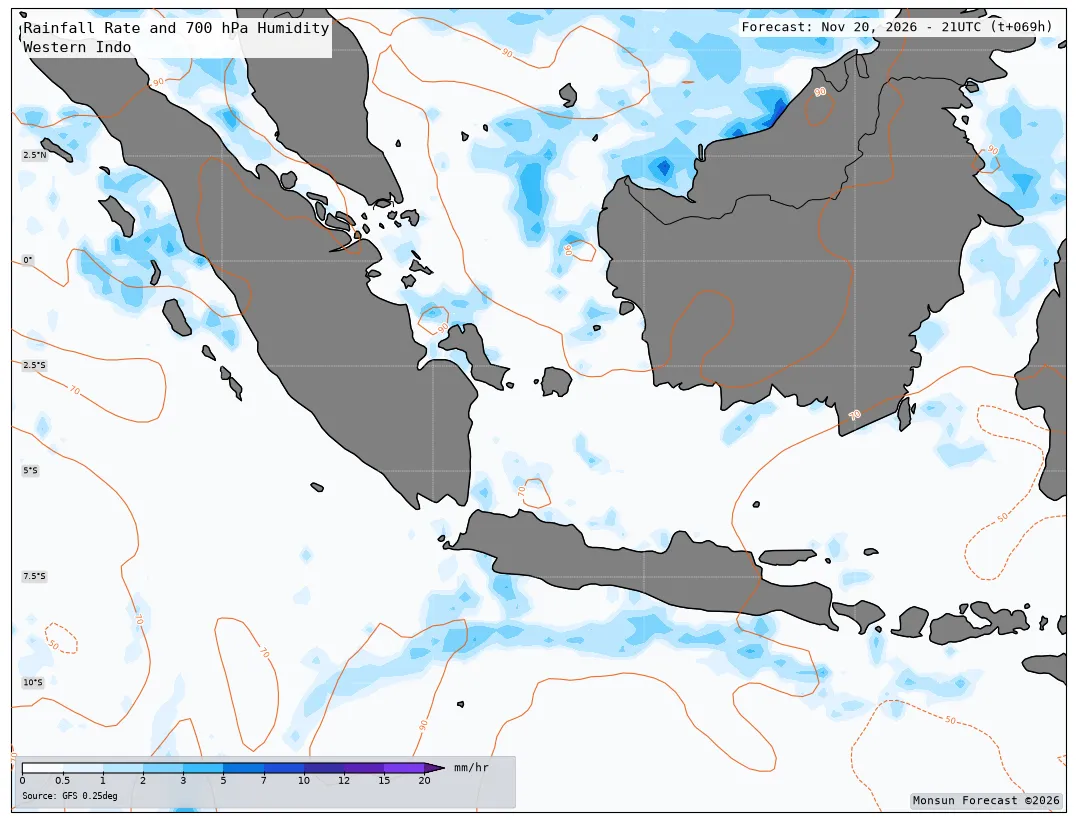 Rainfall Rate and 700 hPa Humidity
Western Indo
Forecast: Nov 20, 2026 - 21UTC (t+069h)
90
90
90
90
2.5°N
0°
90
90
2.5°S
70
70
5°S
70
50
7.5°S
70
50
70
10°S
90
50
mm/hr
0 0.5 1 2 3 5 7 10 12 15 20
Source: GFS 0.25deg
Monsun Forecast ©2026